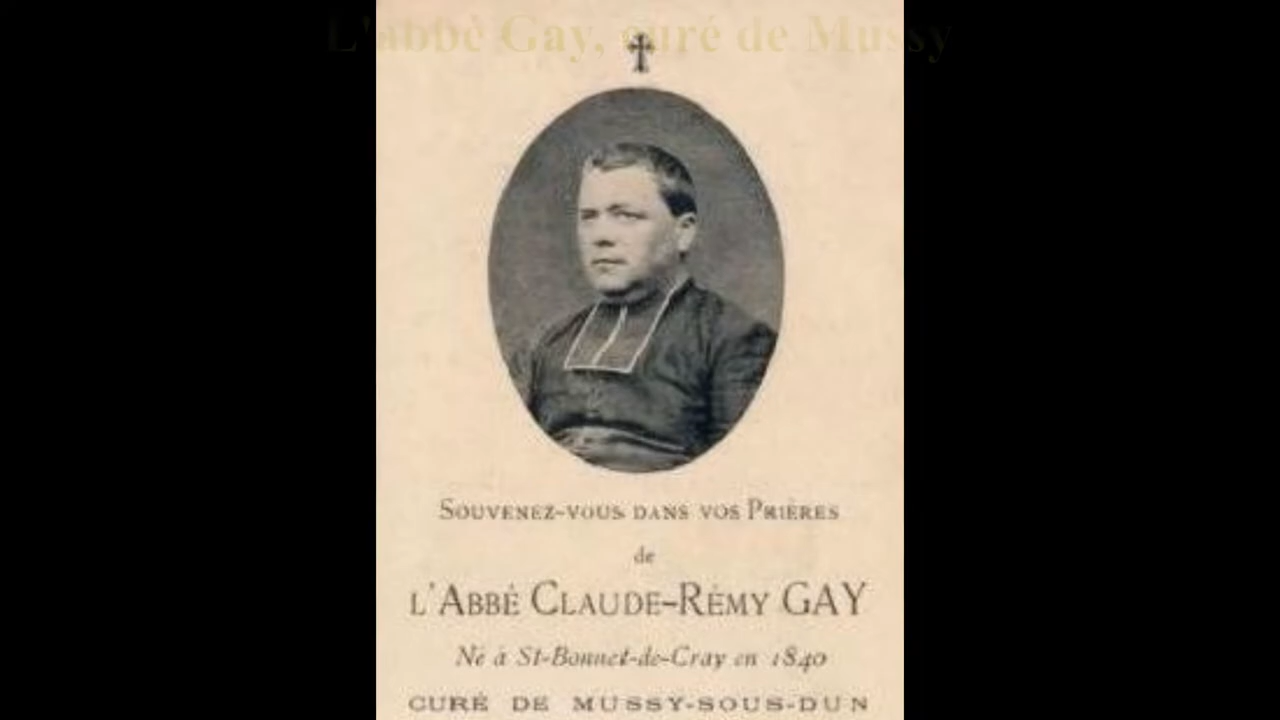 L'abbè Gay, curé de Mussy
SOUVENEZ-VOUS DANS VOS PRIÈRES
de
L'ABBÉ CLAUDE-RÉMY GAY
Né à St-Bonnet-de-Cray en 1840
CURÉ DE MUSSY-SOUS-DUN